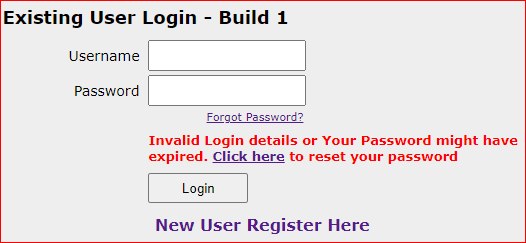 Existing User Login - Build 1
Username
Password
Forgot Password?
Invalid Login details or Your Password might have
expired. Click here to reset your password
Login
New User Register Here